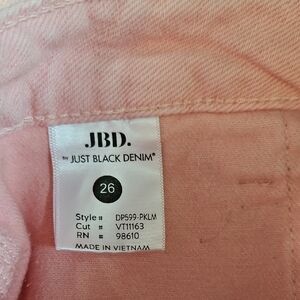 JBD.
BY JUST BLACK DENIM®
26
Style # DP599-PKLM
Cut # VT11163
RN # 98610
MADE IN VIETNAM